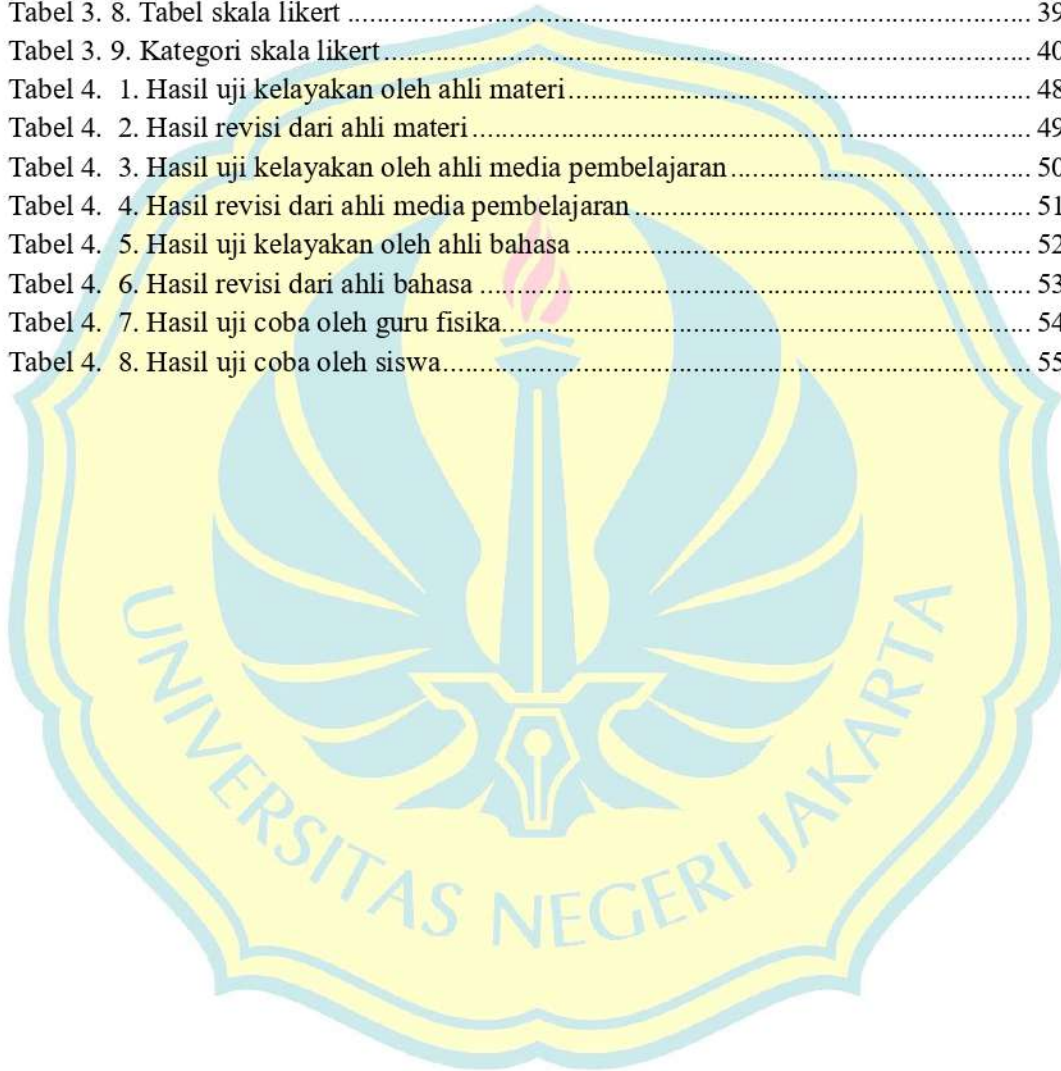 Tabel 3. 8. Tabel skala likert ........................................................................................................ 39
Tabel 3. 9. Kategori skala likert .................................................................................................. 40
Tabel 4.  1. Hasil uji kelayakan oleh ahli materi ..................................................................... 48
Tabel 4.  2. Hasil revisi dari ahli materi ................................................................................... 49
Tabel 4.  3. Hasil uji kelayakan oleh ahli media pembelajaran ............................................. 50
Tabel 4.  4. Hasil revisi dari ahli media pembelajaran ........................................................... 51
Tabel 4.  5. Hasil uji kelayakan oleh ahli bahasa .................................................................... 52
Tabel 4.  6. Hasil revisi dari ahli bahasa .................................................................................. 53
Tabel 4.  7. Hasil uji coba oleh guru fisika ............................................................................... 54
Tabel 4.  8. Hasil uji coba oleh siswa ........................................................................................ 55
UNIVERSITAS NEGERI JAKARTA